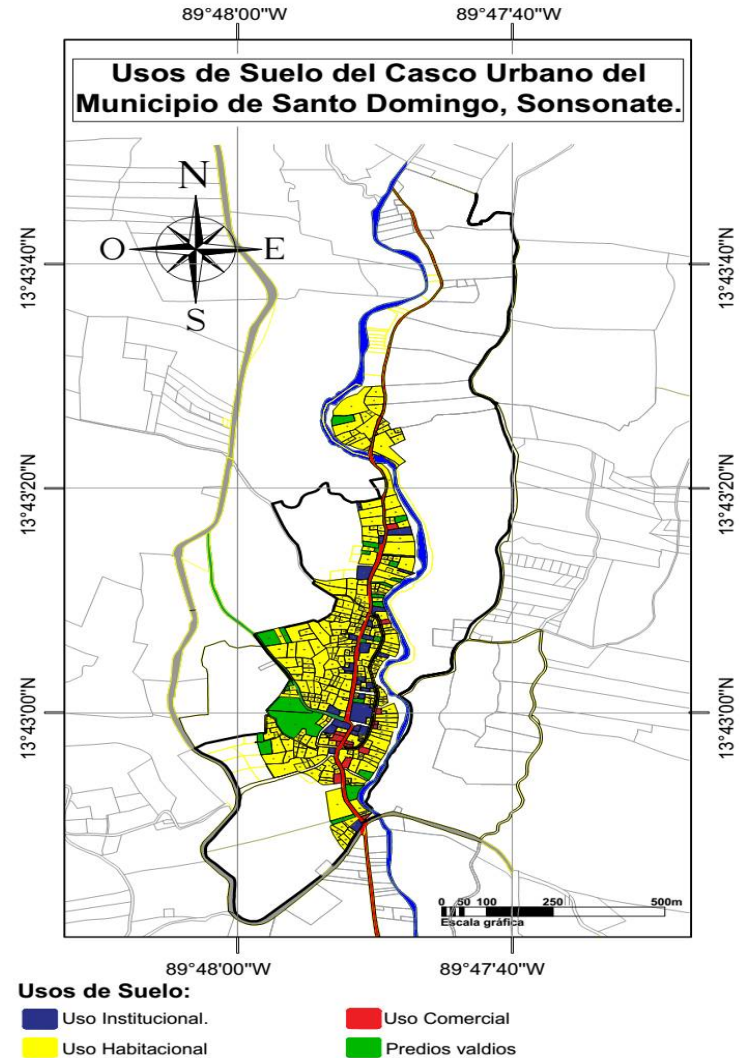 89°48'00"W
89°47'40"W
Usos de Suelo del Casco Urbano del
Municipio de Santo Domingo, Sonsonate.
N
O
E
S
13°43'40"N
13°43'40"N
13°43'20"N
13°43'20"N
13°43'00"N
13°43'00"N
0 50 100 250 500m
Escala gráfica
89°48'00"W
89°47'40"W
Usos de Suelo:
Uso Institucional.
Uso Comercial
Uso Habitacional
Predios valdios